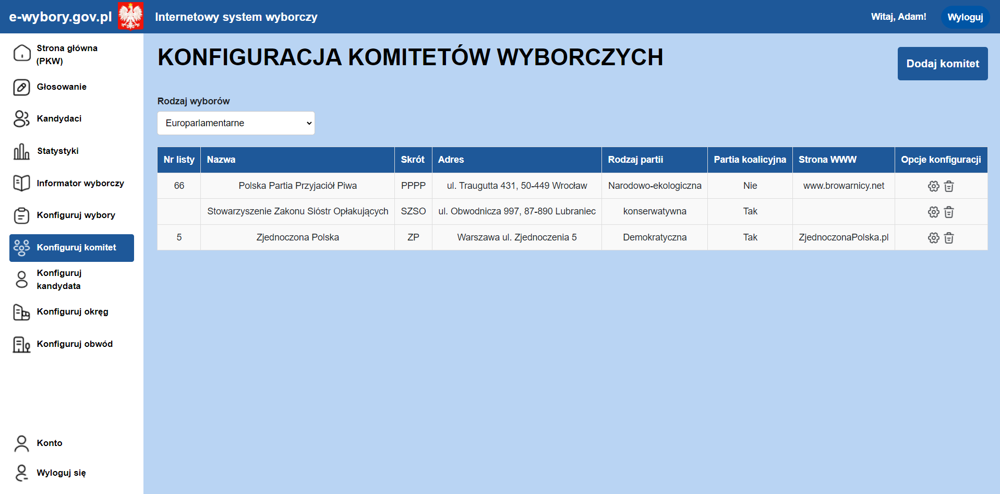 e-wybory.gov.pl
Internetowy system wyborczy
Witaj, Adam!
Wyloguj
Strona główna
(PKW)
Głosowanie
Kandydaci
Statystyki
Informator wyborczy
Konfiguruj wybory
Konfiguruj komitet
Konfiguruj
kandydata
Konfiguruj okręg
Konfiguruj obwód
Konto
Wyloguj się
KONFIGURACJA KOMITETÓW WYBORCZYCH
Dodaj komitet
Rodzaj wyborów
Europarlamentarne
Nr listy Nazwa Skrót Adres Rodzaj partii Partia koalicyjna Strona WWW Opcje konfiguracji
66 Polska Partia Przyjaciół Piwa PPPP ul. Traugutta 431, 50-449 Wrocław Narodowo-ekologiczna Nie www.browarnicy.net
Stowarzyszenie Zakonu Sióstr Opłakujących SZSO ul. Obwodnicza 997, 87-890 Lubraniec konserwatywna Tak
5 Zjednoczona Polska ZP Warszawa ul. Zjednoczenia 5 Demokratyczna Tak ZjednoczonaPolska.pl